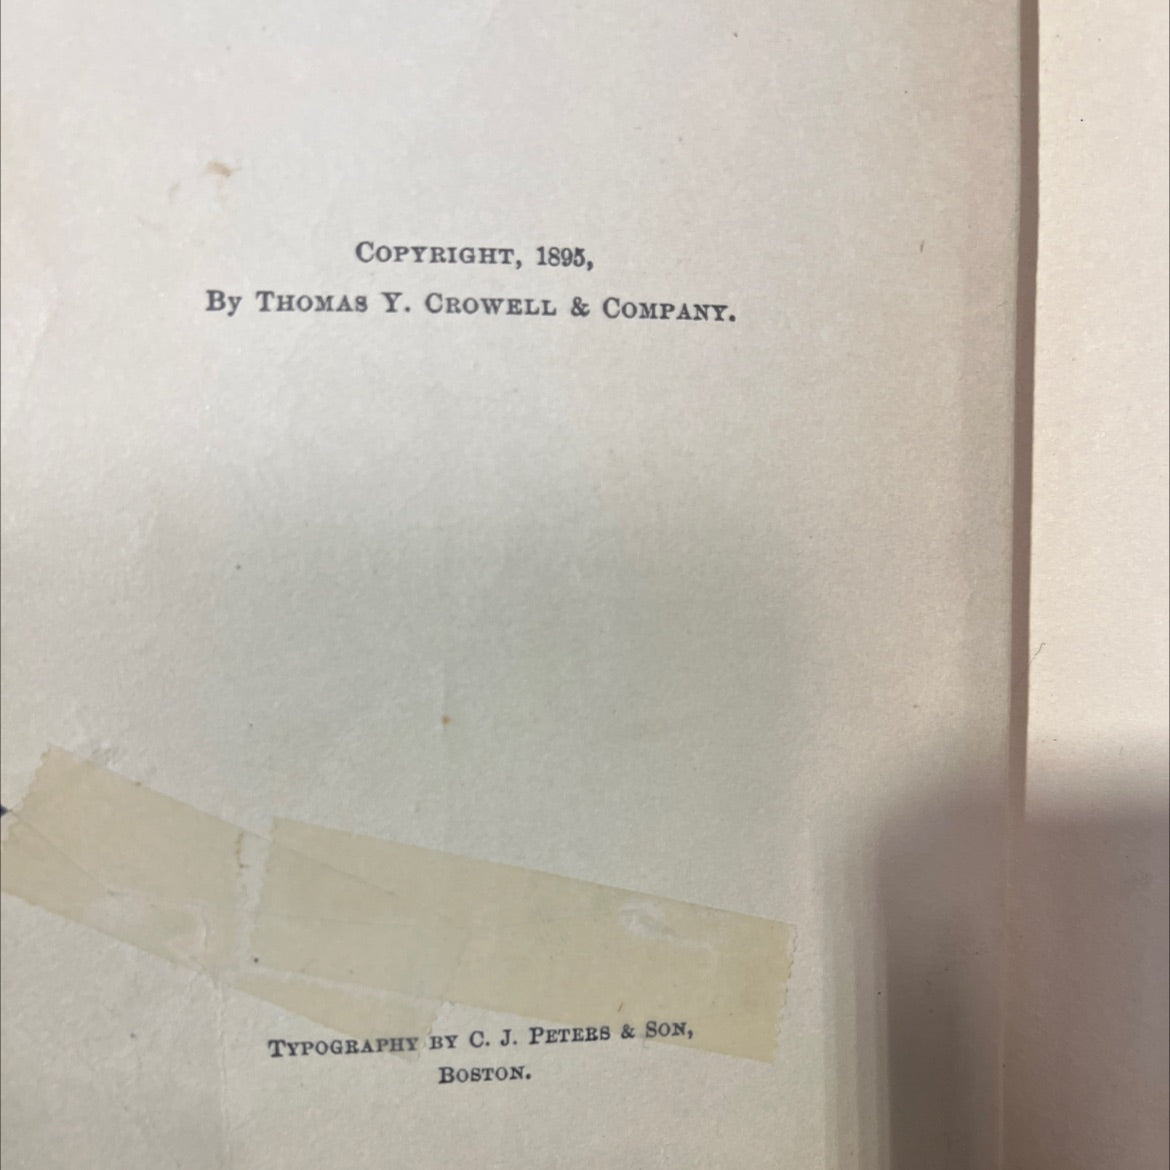 COPYRIGHT, 1895,
By THOMAS Y. CROWELL & COMPANY.
TYPOGRAPHY BY C. J. PETERS & SON,
BOSTON.